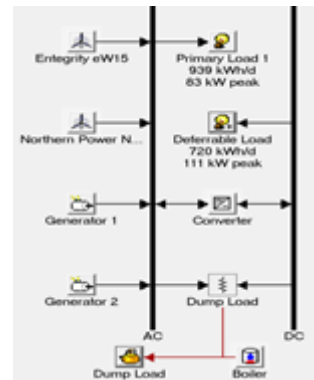 Entegrity eW15
Primary Load 1
939 kWh/d
83 kW peak
Northern Power N...
Deferrable Load
720 kWh/d
111 kW peak
Generator 1
Converter
Generator 2
Dump Load
AC
DC
Dump Load
Boiler